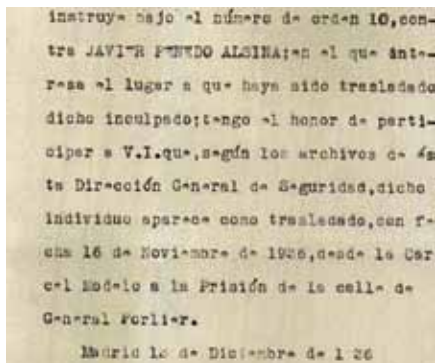 instruye bajo el número de orden 10,con-
tra JAVIER PENEDO ALSINA;en el que inte-
resa el lugar a que haya sido trasladado
dicho inculpado;tengo el honor de parti-
cipar a V.I.que,según los archivos de és
ta Dirección General de Seguridad,dicho
individuo aparece como trasladado,con fe-
cha 16 de Noviembre de 1936,desde la Car
cel Modelo a la Prisión de la calle de
General Porlier.
Madrid de Diciembre de